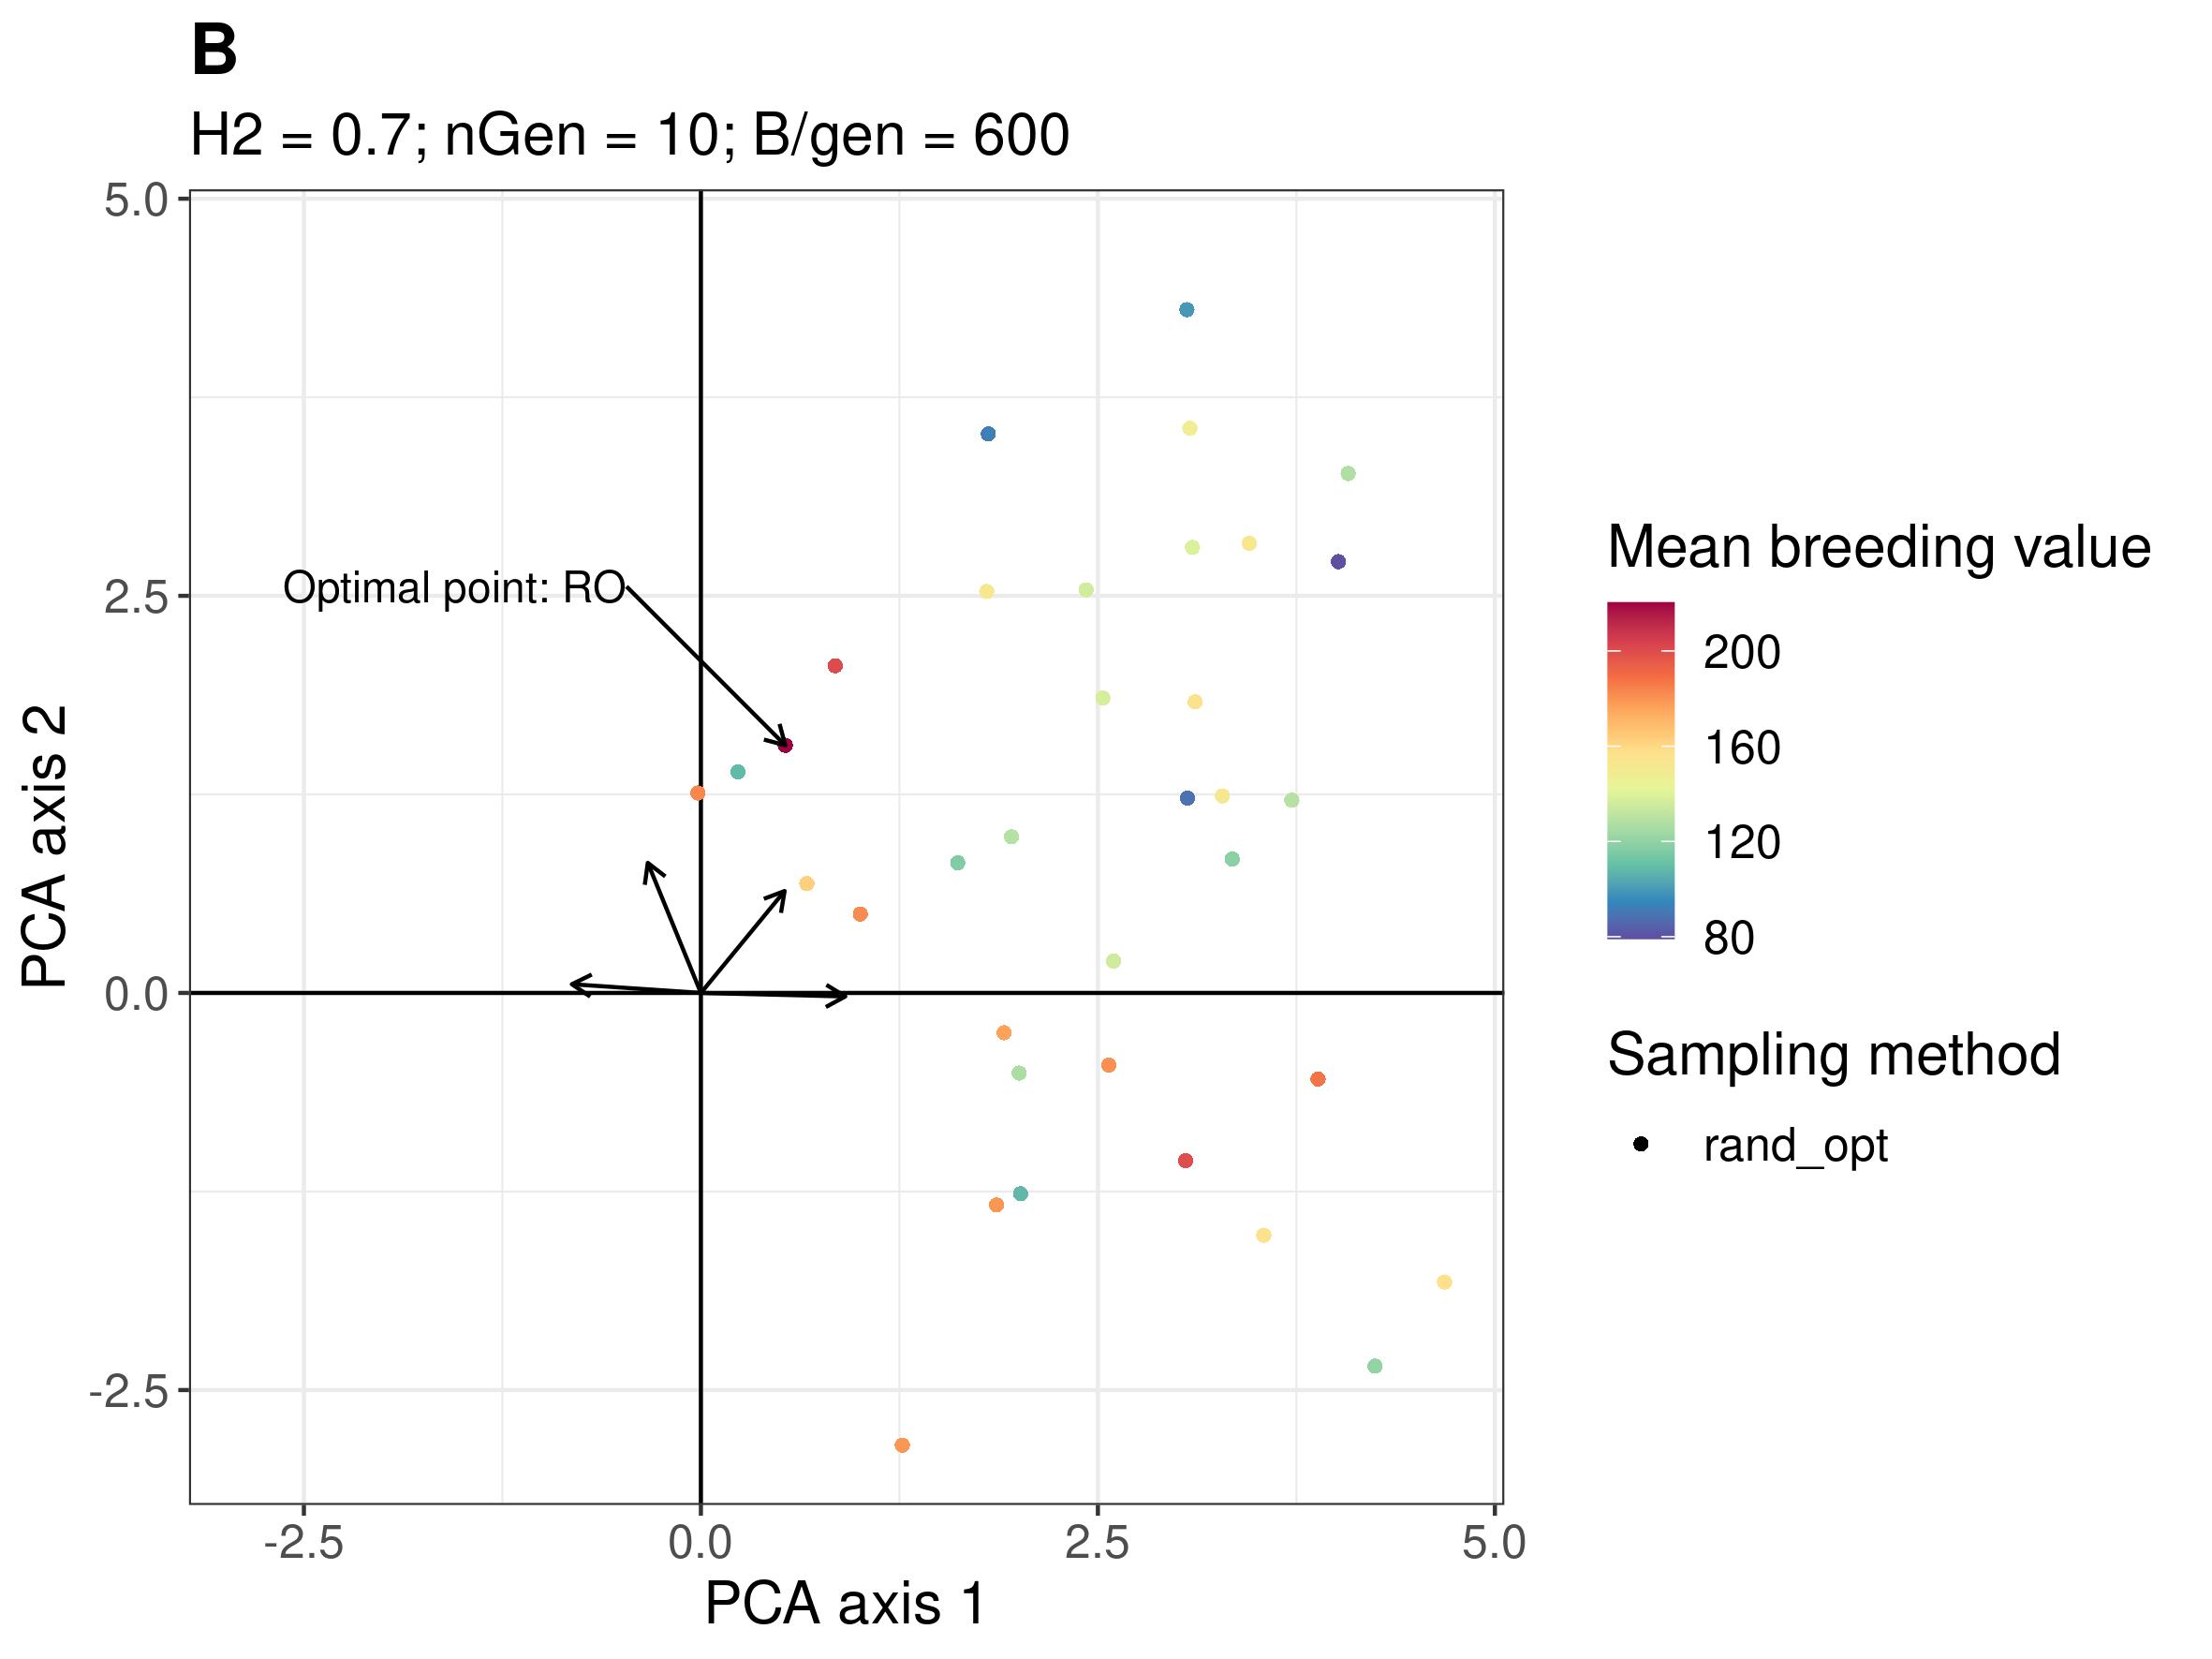 B
H2 = 0.7; nGen = 10; B/gen = 600
5.0
2.5
0.0
-2.5
PCA axis 2
Optimal point: RO
-2.5
0.0
2.5
5.0
PCA axis 1
Mean breeding value
200
160
120
80
Sampling method
rand_opt